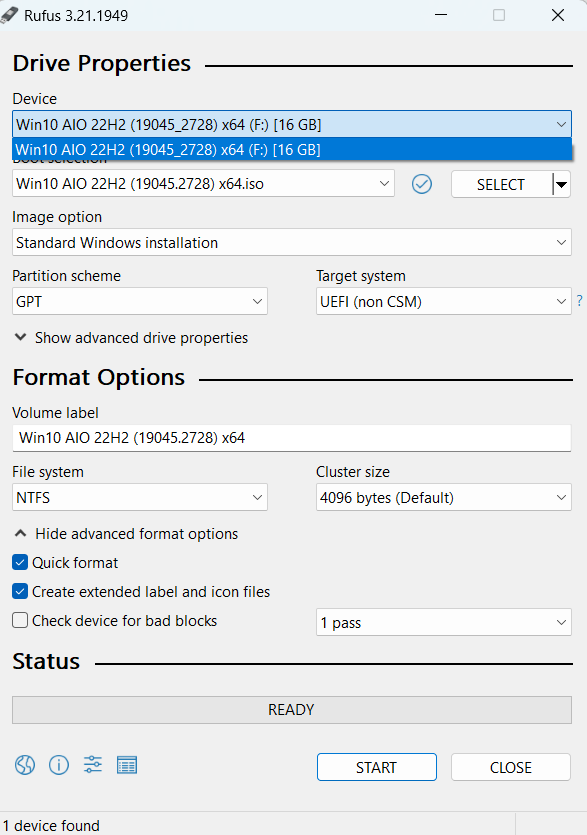 Rufus 3.21.1949
Drive Properties
Device
Win10 AIO 22H2 (19045_2728) x64 (F:) [16 GB]
Win10 AIO 22H2 (19045_2728) x64 (F:) [16 GB]
Boot selection
Win10 AIO 22H2 (19045.2728) x64.iso
SELECT
Image option
Standard Windows installation
Partition scheme
Target system
GPT
UEFI (non CSM)
?
Show advanced drive properties
Format Options
Volume label
Win10 AIO 22H2 (19045.2728) x64
File system
Cluster size
NTFS
4096 bytes (Default)
Hide advanced format options
Quick format
Create extended label and icon files
Check device for bad blocks
1 pass
Status
READY
START
CLOSE
1 device found